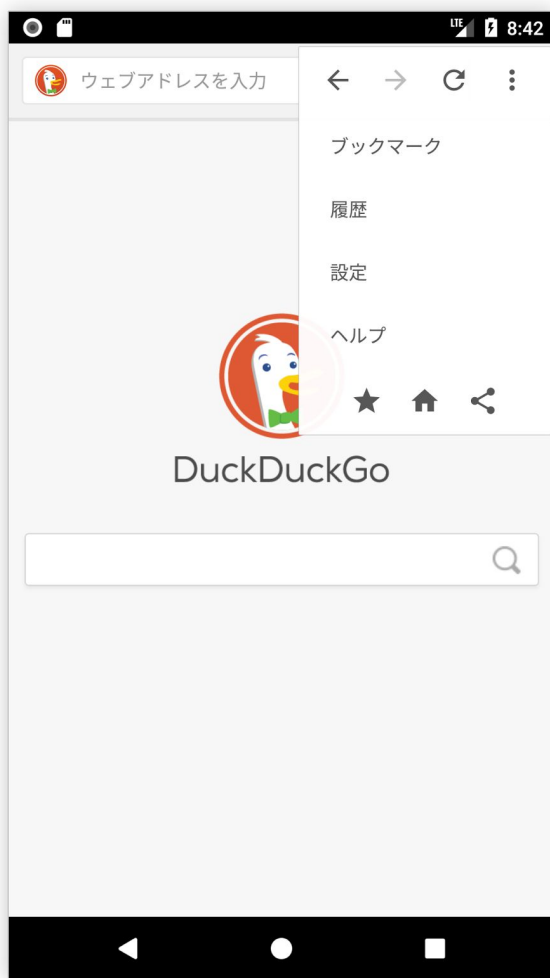 LTE 8:42
ウェブアドレスを入力
ブックマーク
履歴
設定
ヘルプ
DuckDuckGo